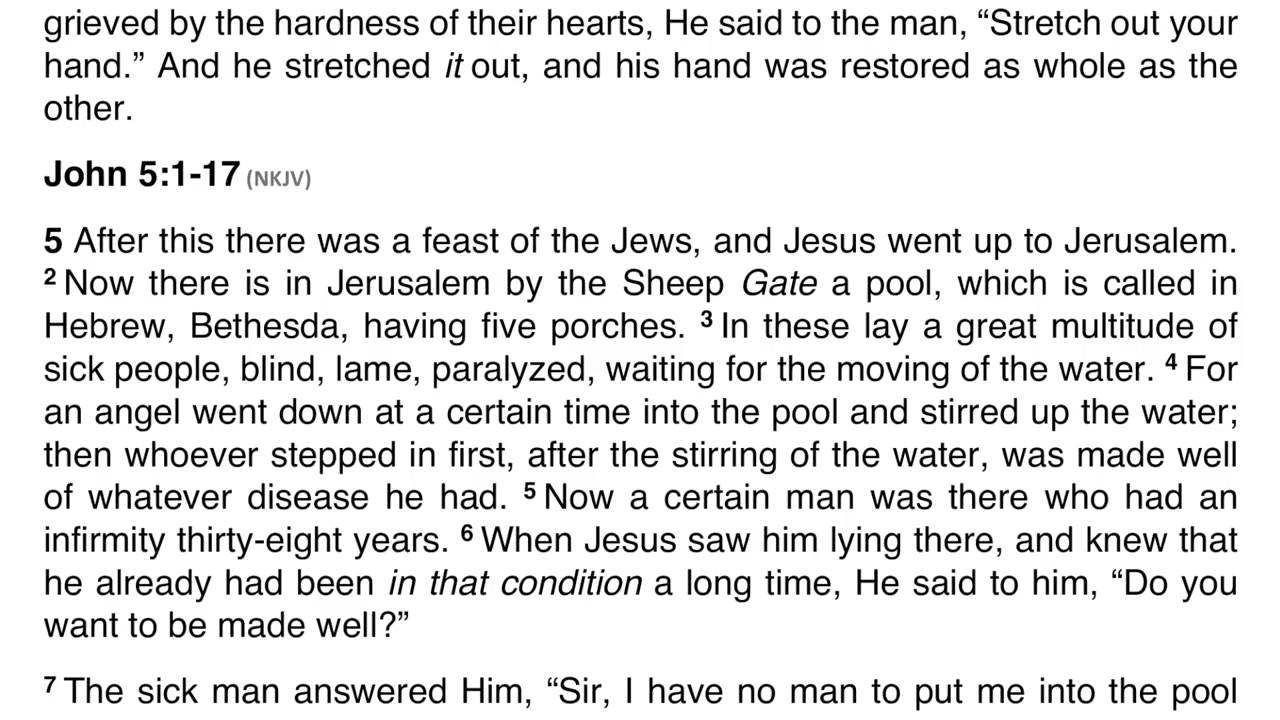 grieved by the hardness of their hearts, He said to the man, “Stretch out your
hand.” And he stretched it out, and his hand was restored as whole as the
other.
John 5:1-17 (NKJV)
5 After this there was a feast of the Jews, and Jesus went up to Jerusalem.
2 Now there is in Jerusalem by the Sheep Gate a pool, which is called in
Hebrew, Bethesda, having five porches. 3 In these lay a great multitude of
sick people, blind, lame, paralyzed, waiting for the moving of the water. 4 For
an angel went down at a certain time into the pool and stirred up the water;
then whoever stepped in first, after the stirring of the water, was made well
of whatever disease he had. 5 Now a certain man was there who had an
infirmity thirty-eight years. 6 When Jesus saw him lying there, and knew that
he already had been in that condition a long time, He said to him, “Do you
want to be made well?”
7 The sick man answered Him, “Sir, I have no man to put me into the pool